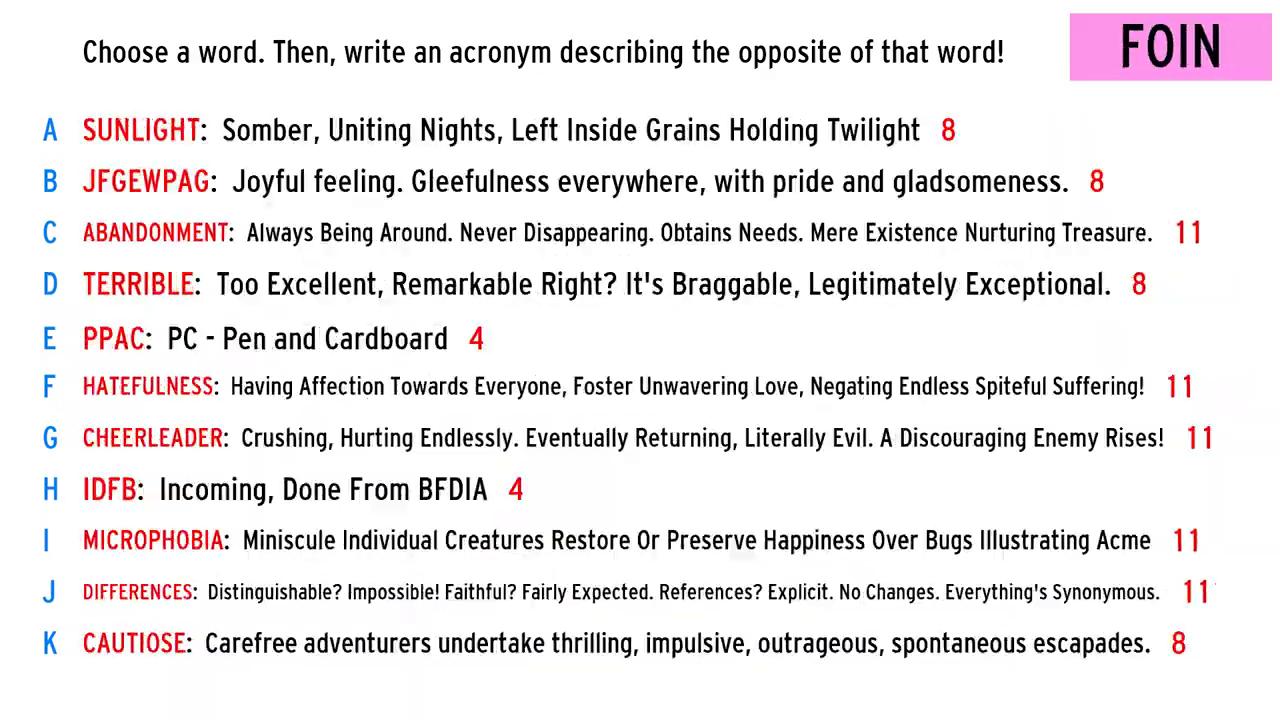 Choose a word. Then, write an acronym describing the opposite of that word!
FOIN
A SUNLIGHT: Somber, Uniting Nights, Left Inside Grains Holding Twilight 8
B JFGEWPAG: Joyful feeling. Gleefulness everywhere, with pride and gladsomeness. 8
C ABANDONMENT: Always Being Around. Never Disappearing. Obtains Needs. Mere Existence Nurturing Treasure. 11
D TERRIBLE: Too Excellent, Remarkable Right? It's Braggable, Legitimately Exceptional. 8
E PPAC: PC - Pen and Cardboard 4
F HATEFULNESS: Having Affection Towards Everyone, Foster Unwavering Love, Negating Endless Spiteful Suffering! 11
G CHEERLEADER: Crushing, Hurting Endlessly. Eventually Returning, Literally Evil. A Discouraging Enemy Rises! 11
H IDFB: Incoming, Done From BFDIA 4
I MICROPHOBIA: Miniscule Individual Creatures Restore Or Preserve Happiness Over Bugs Illustrating Acme 11
J DIFFERENCES: Distinguishable? Impossible! Faithful? Fairly Expected. References? Explicit. No Changes. Everything's Synonymous. 11
K CAUTIOSE: Carefree adventurers undertake thrilling, impulsive, outrageous, spontaneous escapades. 8